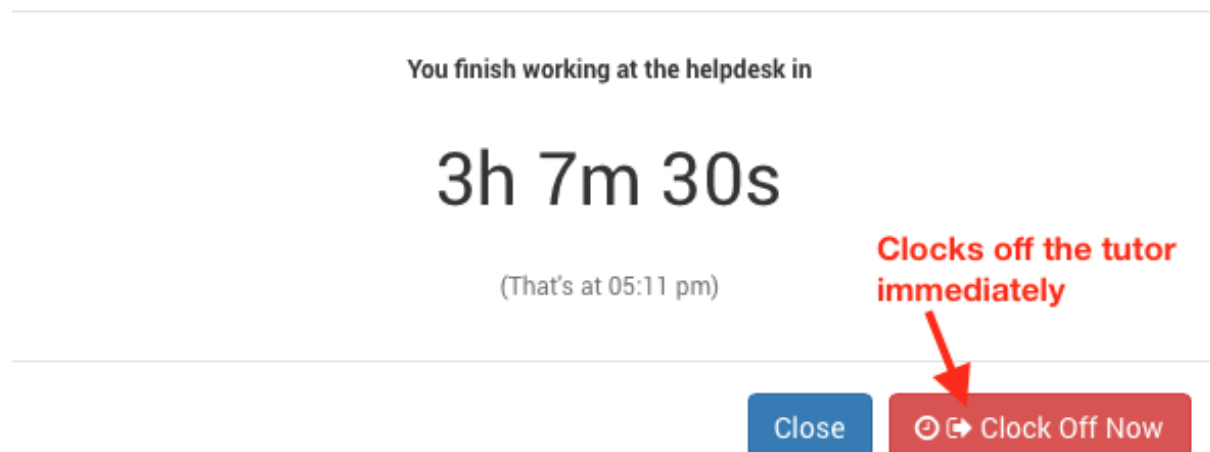 You finish working at the helpdesk in
3h 7m 30s
(That's at 05:11 pm)
Clocks off the tutor
immediately
Close
Clock Off Now